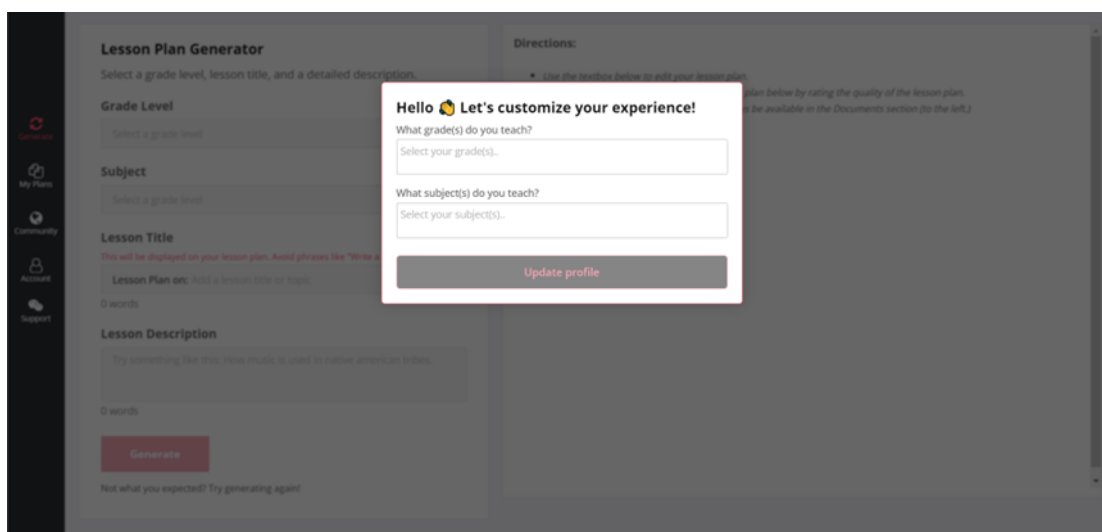 Generate
My Plans
Community
Account
Support
Lesson Plan Generator
Select a grade level, lesson title, and a detailed description.
Grade Level
Select a grade level
Subject
Select a grade level
Lesson Title
This will be displayed on your lesson plan. Avoid phrases like "Write a
Lesson Plan on: Add a lesson title or topic
0 words
Lesson Description
Try something like this: How music is used in native american tribes.
0 words
Generate
Not what you expected? Try generating again!
Hello 👏 Let's customize your experience!
What grade(s) do you teach?
Select your grade(s)..
What subject(s) do you teach?
Select your subject(s)..
Update profile
Directions:
Use the textbox below to edit your lesson plan.
plan below by rating the quality of the lesson plan.
be available in the Documents section (to the left.)